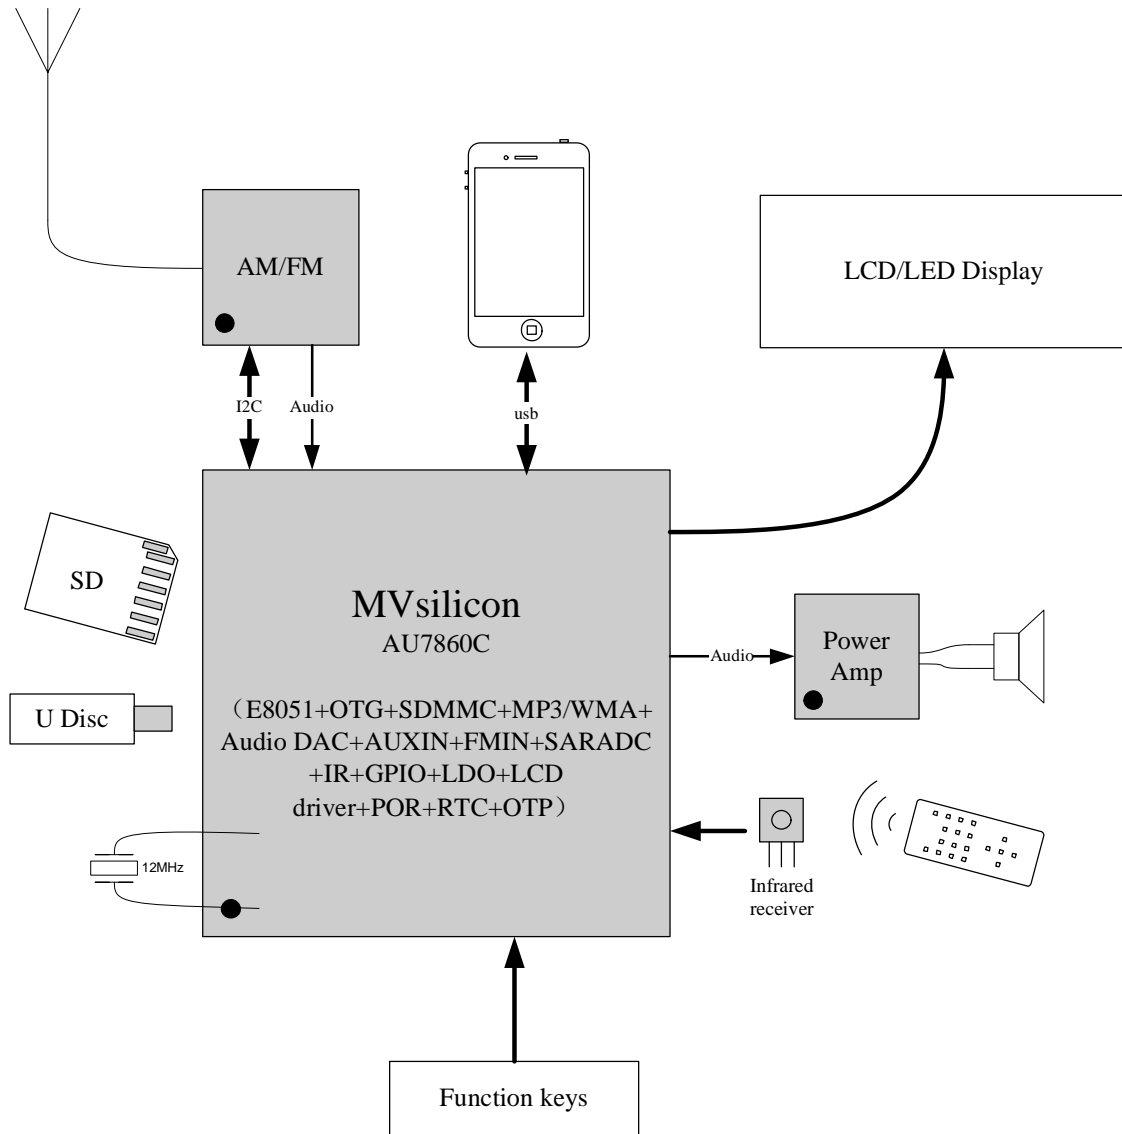 AM/FM
LCD/LED Display
I2C
Audio
usb
SD
MVsilicon
AU7860C
Power
Amp
Audio
U Disc
（E8051+OTG+SDMMC+MP3/WMA+
Audio DAC+AUXIN+FMIN+SARADC
+IR+GPIO+LDO+LCD
driver+POR+RTC+OTP）
12MHz
Infrared
receiver
Function keys